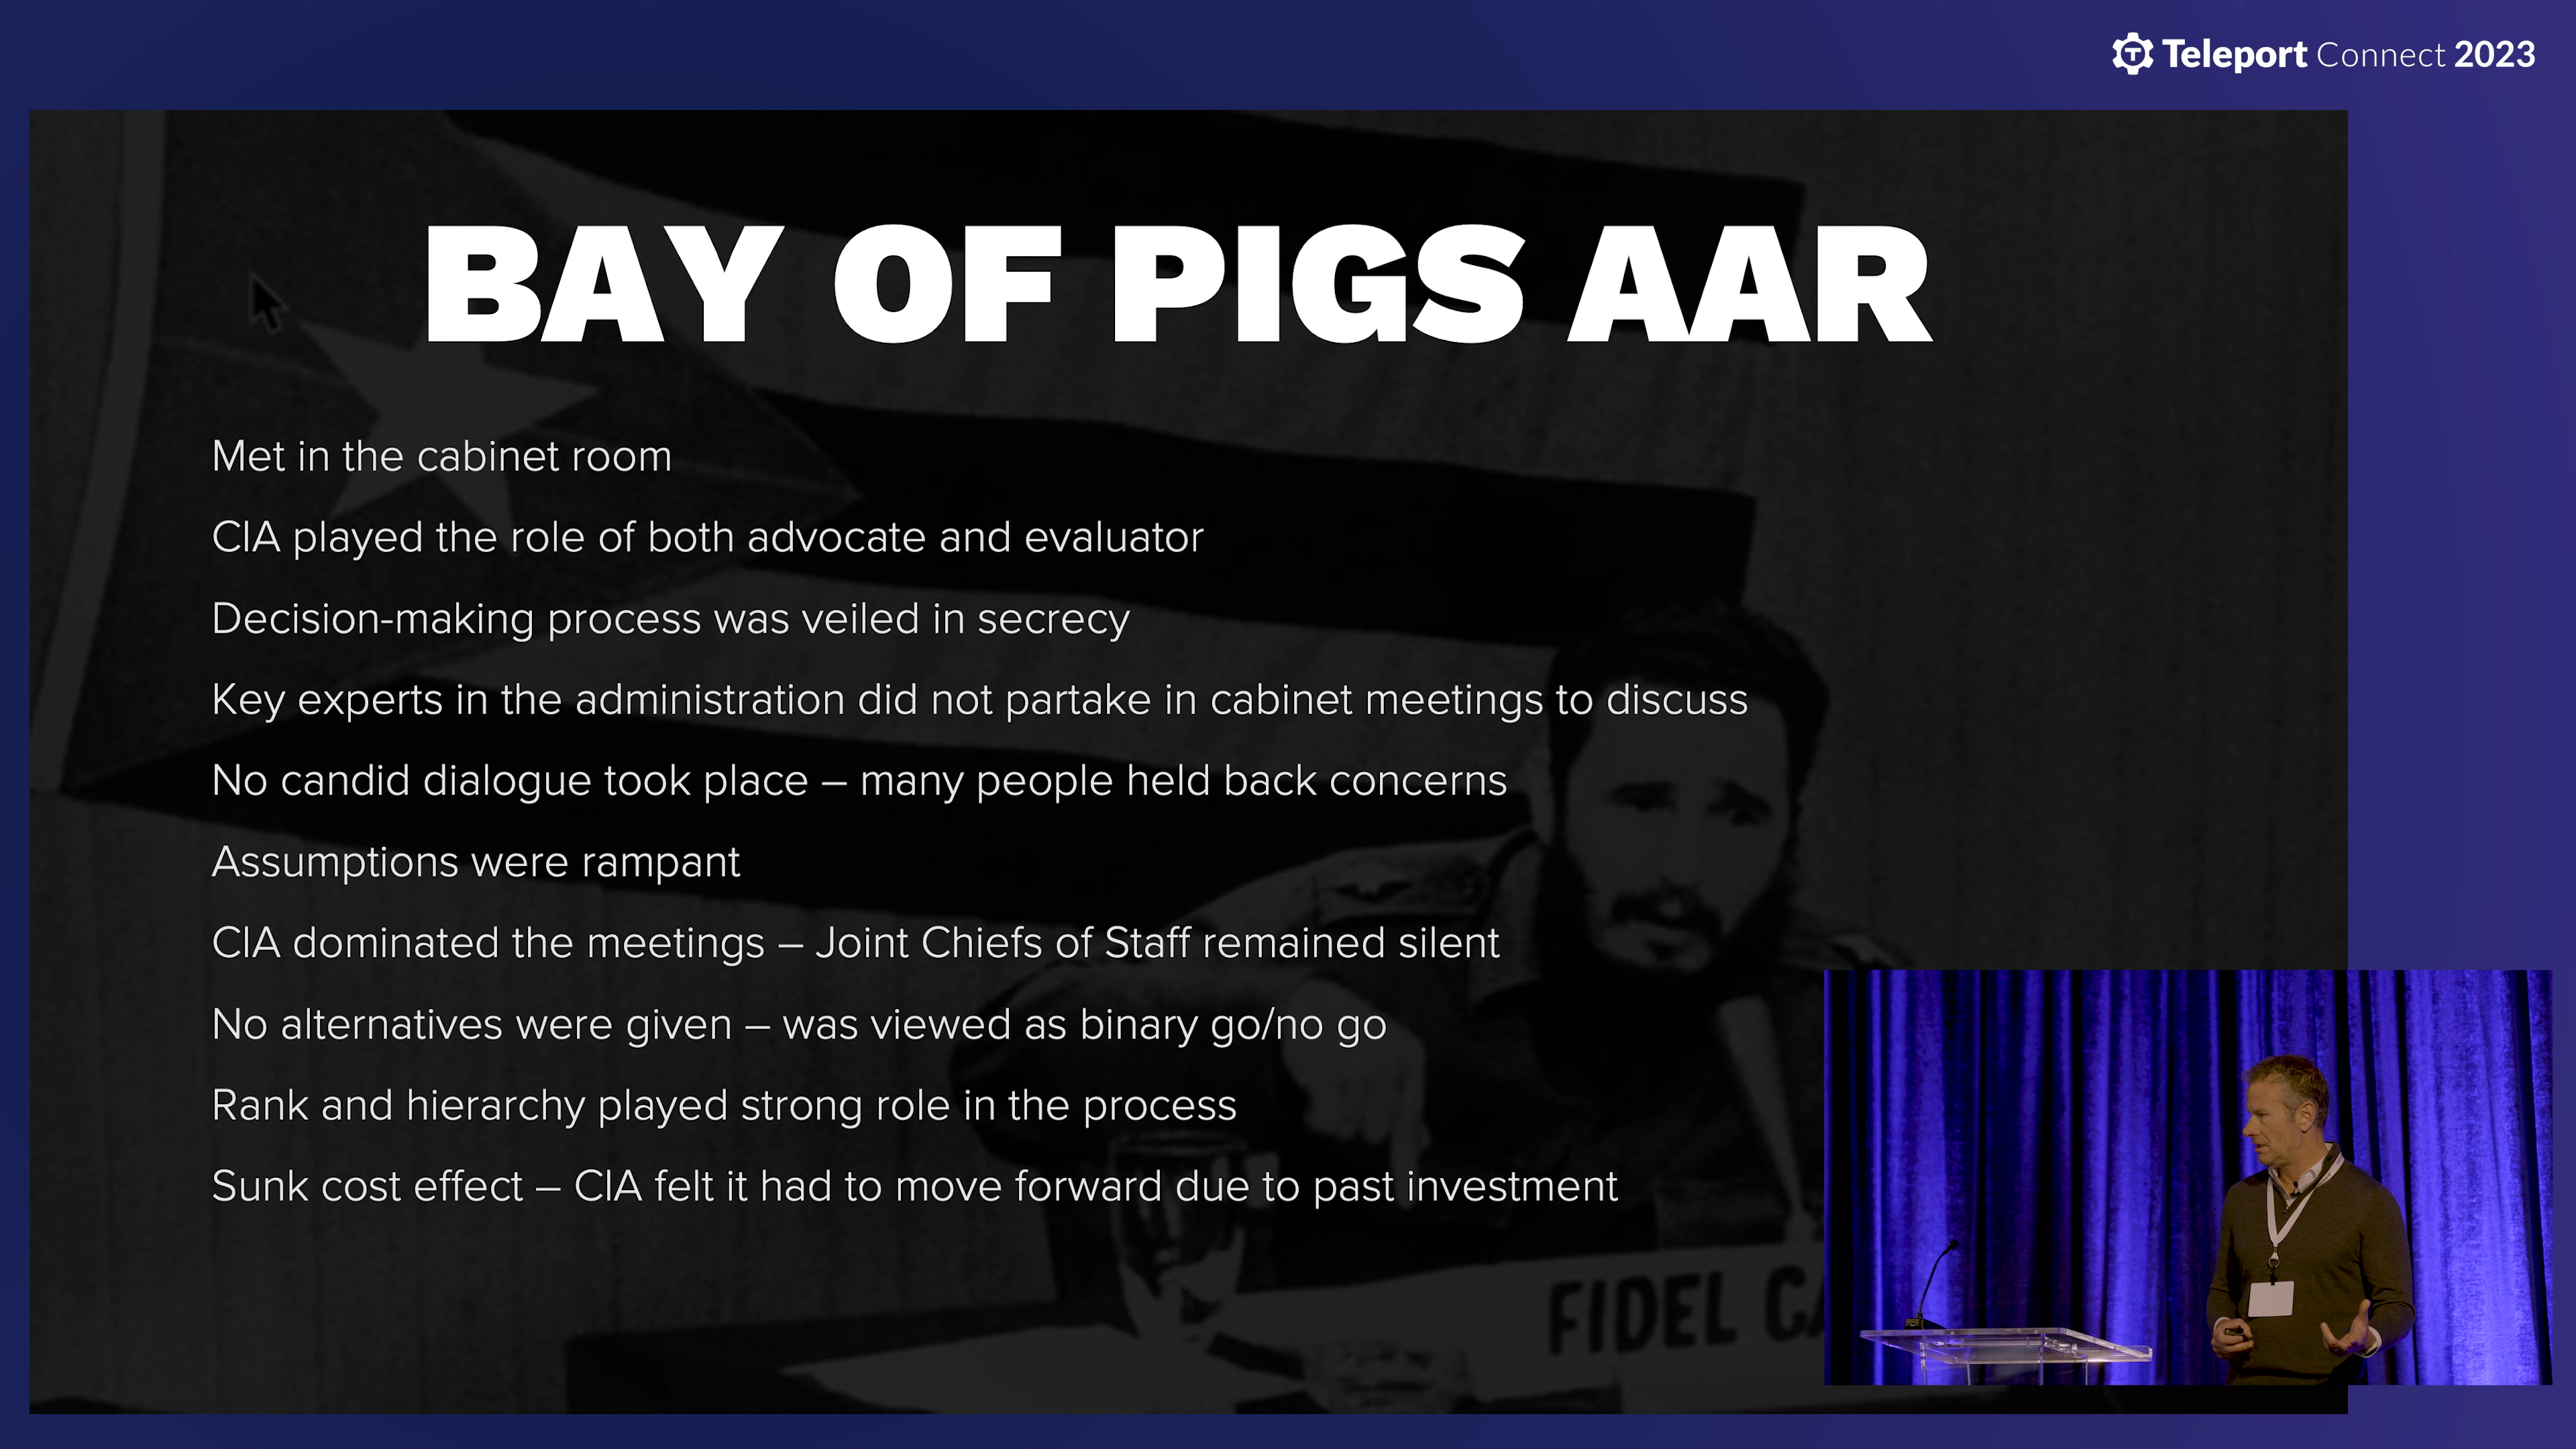 Teleport Connect 2023
BAY OF PIGS AAR
Met in the cabinet room
CIA played the role of both advocate and evaluator
Decision-making process was veiled in secrecy
Key experts in the administration did not partake in cabinet meetings to discuss
No candid dialogue took place – many people held back concerns
Assumptions were rampant
CIA dominated the meetings – Joint Chiefs of Staff remained silent
No alternatives were given – was viewed as binary go/no go
Rank and hierarchy played strong role in the process
Sunk cost effect – CIA felt it had to move forward due to past investment
FIDEL CA